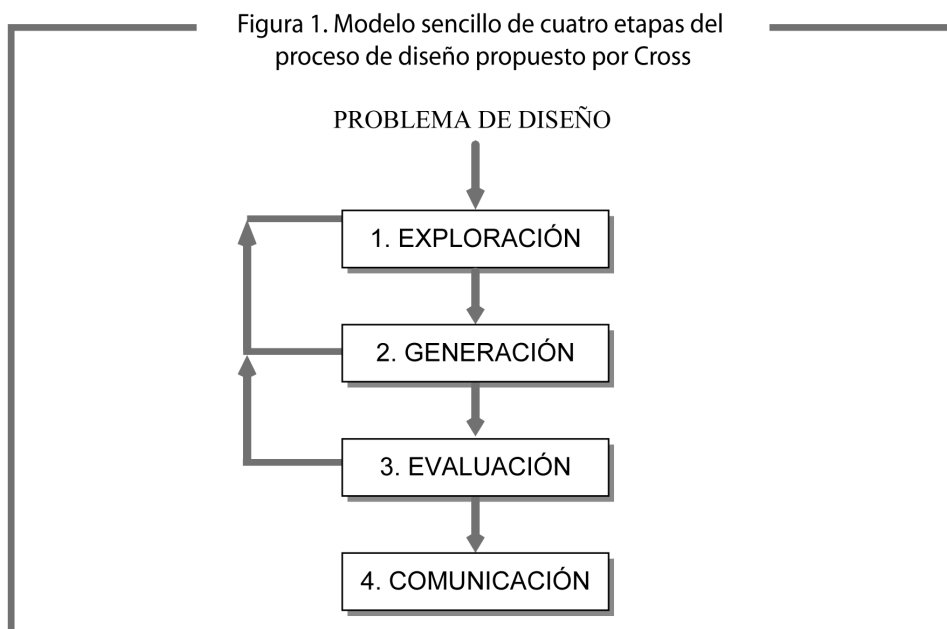 Figura 1. Modelo sencillo de cuatro etapas del
proceso de diseño propuesto por Cross
PROBLEMA DE DISEÑO
1. EXPLORACIÓN
2. GENERACIÓN
3. EVALUACIÓN
4. COMUNICACIÓN